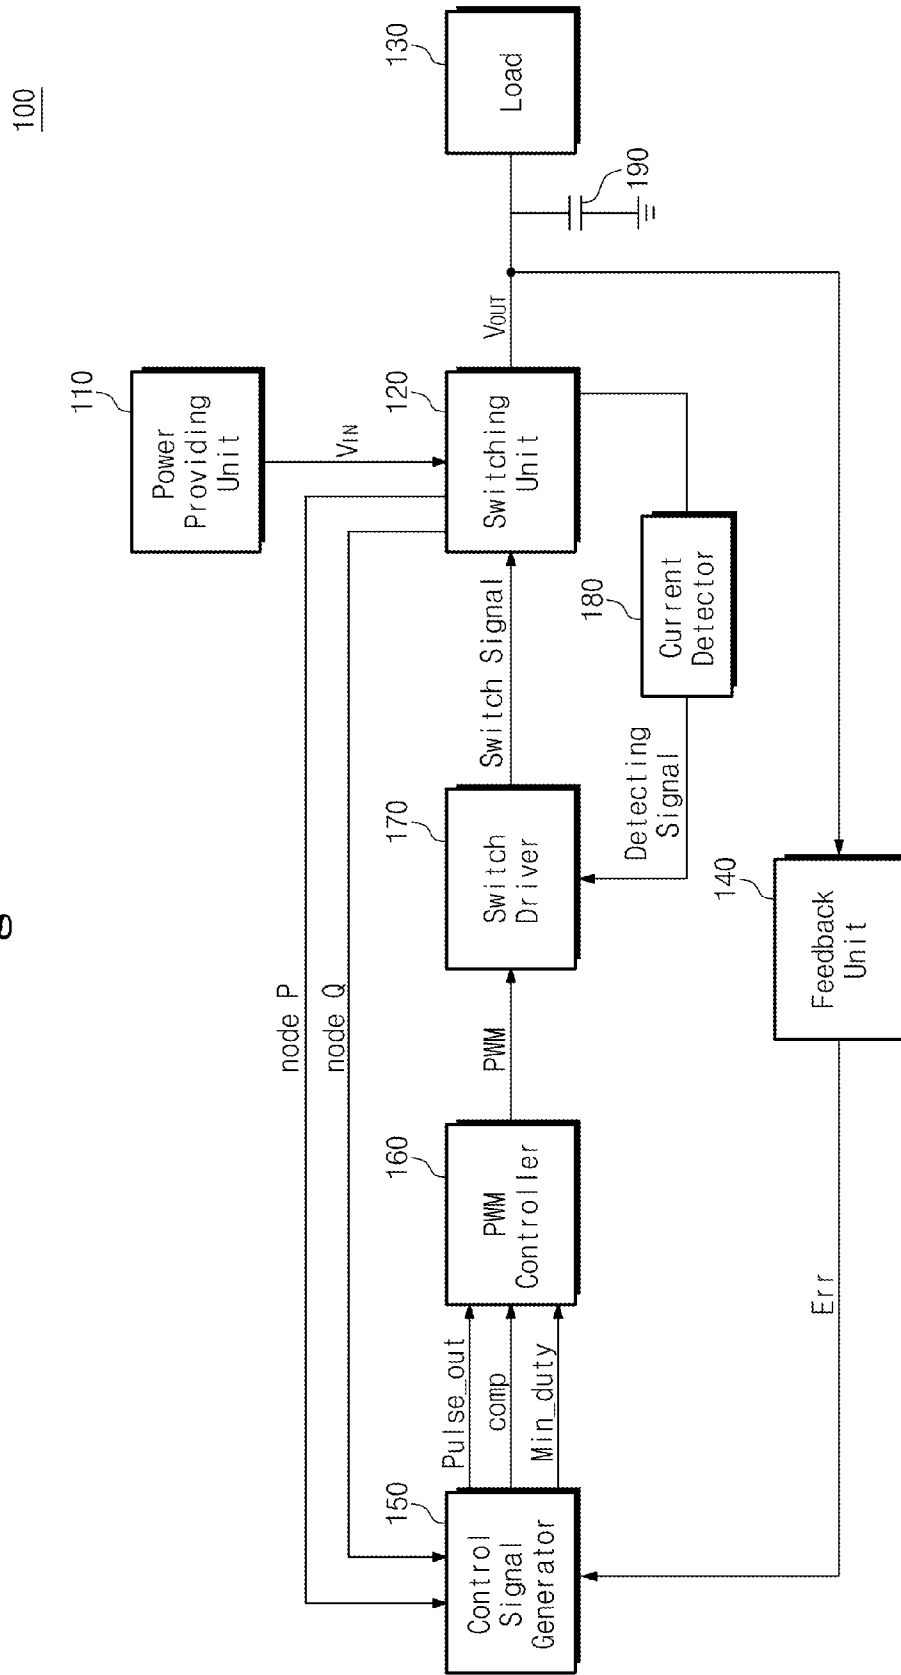 100
110
Power
Providing
Unit
VIN
node P
node Q
130
Load
190
VOUT
120
Switching
Unit
Switch Signal
170
Switch
Driver
PWM
160
PWM
Controller
Pulse_out
comp
Min_duty
150
Control
Signal
Generator
180
Current
Detector
Detecting
Signal
140
Feedback
Unit
Err